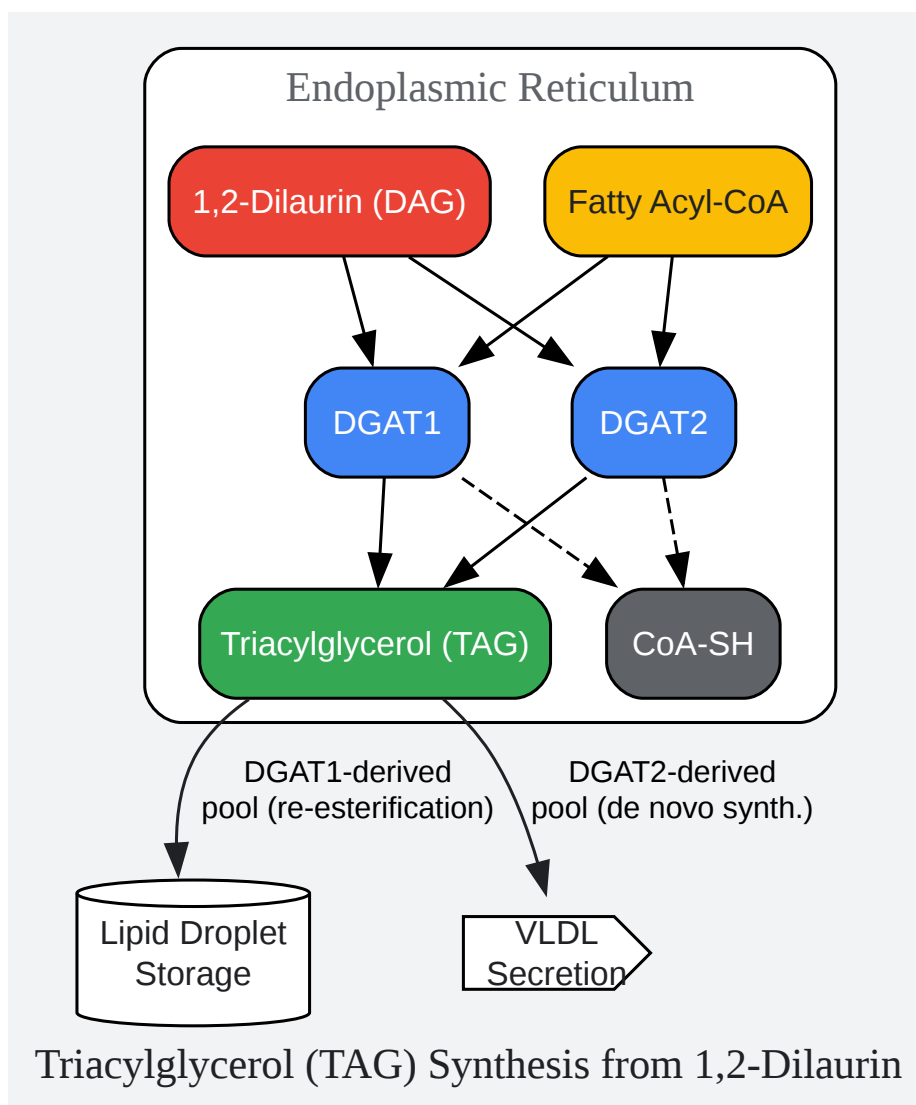 Endoplasmic Reticulum
1,2-Dilaurin (DAG)
Fatty Acyl-CoA
DGAT1
DGAT2
Triacylglycerol (TAG)
CoA-SH
DGAT1-derived
pool (re-esterification)
DGAT2-derived
pool (de novo synth.)
Lipid Droplet
Storage
VLDL
Secretion
Triacylglycerol (TAG) Synthesis from 1,2-Dilaurin